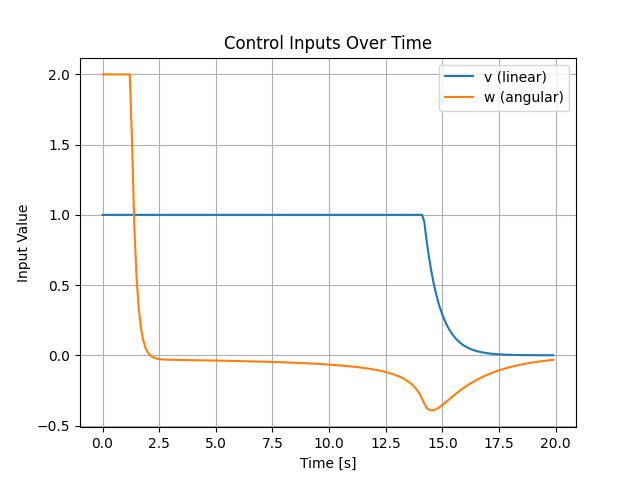 Control Inputs Over Time
v (linear)
w (angular)
Input Value
2.0
1.5
1.0
0.5
0.0
−0.5
0.0 2.5 5.0 7.5 10.0 12.5 15.0 17.5 20.0
Time [s]